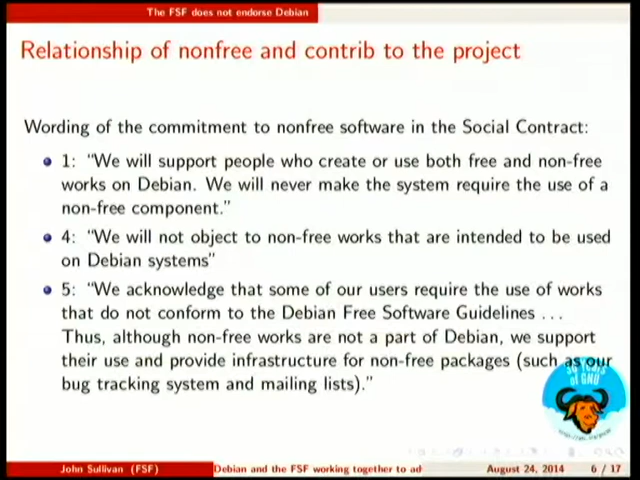 The FSF does not endorse Debian
Relationship of nonfree and contrib to the project
Wording of the commitment to nonfree software in the Social Contract:
1: “We will support people who create or use both free and non-free
works on Debian. We will never make the system require the use of a
non-free component.”
4: “We will not object to non-free works that are intended to be used
on Debian systems”
5: “We acknowledge that some of our users require the use of works
that do not conform to the Debian Free Software Guidelines ...
Thus, although non-free works are not a part of Debian, we support
their use and provide infrastructure for non-free packages (such as our
bug tracking system and mailing lists).”
30 Years
of GNU
John Sullivan (FSF)
Debian and the FSF working together to ad
August 24, 2014
6 / 17